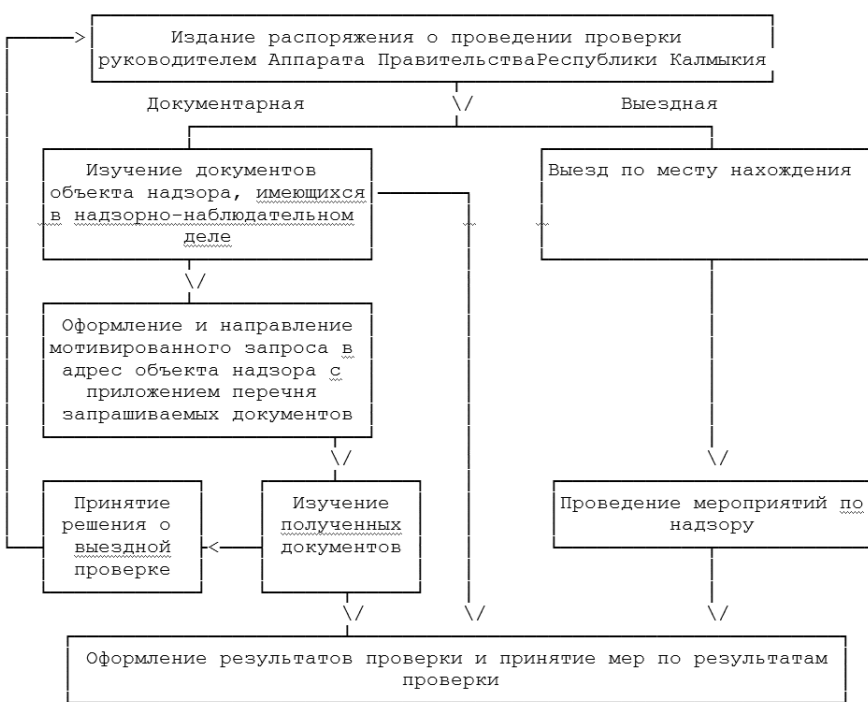 Издание распоряжения о проведении проверки
руководителем Аппарата ПравительстваРеспублики Калмыкия
Документарная
Выездная
Изучение документов
объекта надзора, имеющихся
в надзорно-наблюдательном
деле
Выезд по месту нахождения
Оформление и направление
мотивированного запроса в
адрес объекта надзора с
приложением перечня
запрашиваемых документов
Принятие
решения о
выездной
проверке
Изучение
полученных
документов
Проведение мероприятий по
надзору
Оформление результатов проверки и принятие мер по результатам
проверки